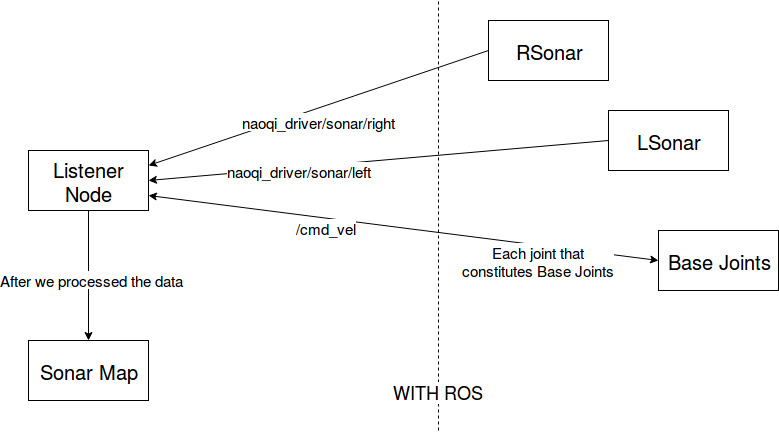 RSonar
naoqi_driver/sonar/right
LSonar
Listener
Node
naoqi_driver/sonar/left
/cmd_vel
Each joint that
constitutes Base Joints
Base Joints
After we processed the data
Sonar Map
WITH ROS